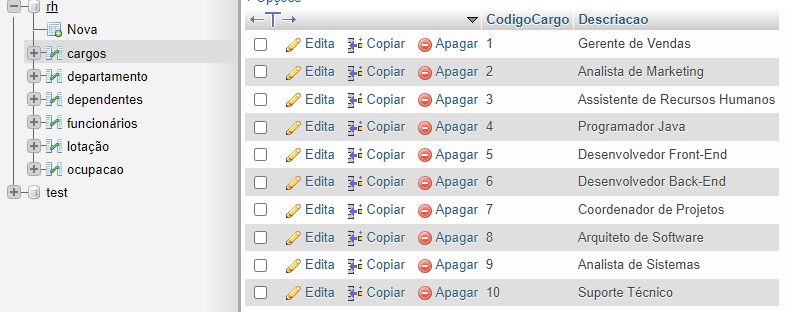 rh
Nova
cargos
departamento
dependentes
funcionários
lotação
ocupacao
test
Opções
CodigoCargo Descriacao
Edita Copiar Apagar 1 Gerente de Vendas
Edita Copiar Apagar 2 Analista de Marketing
Edita Copiar Apagar 3 Assistente de Recursos Humanos
Edita Copiar Apagar 4 Programador Java
Edita Copiar Apagar 5 Desenvolvedor Front-End
Edita Copiar Apagar 6 Desenvolvedor Back-End
Edita Copiar Apagar 7 Coordenador de Projetos
Edita Copiar Apagar 8 Arquiteto de Software
Edita Copiar Apagar 9 Analista de Sistemas
Edita Copiar Apagar 10 Suporte Técnico